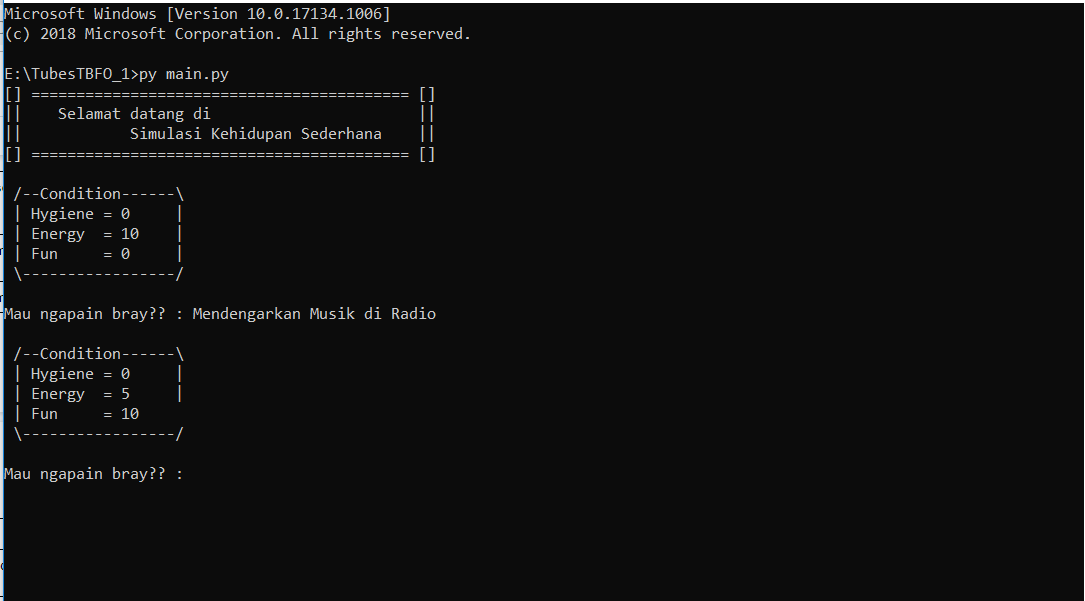 Microsoft Windows [Version 10.0.17134.1006]
(c) 2018 Microsoft Corporation. All rights reserved.

E:\TubesTBFO_1>py main.py
[] ========================================== []
||    Selamat datang di                       ||
||            Simulasi Kehidupan Sederhana    ||
[] ========================================== []

 /--Condition------\
 | Hygiene = 0     |
 | Energy  = 10    |
 | Fun     = 0     |
 \-----------------/

Mau ngapain bray?? : Mendengarkan Musik di Radio

 /--Condition------\
 | Hygiene = 0     |
 | Energy  = 5     |
 | Fun     = 10
 \-----------------/

Mau ngapain bray?? :